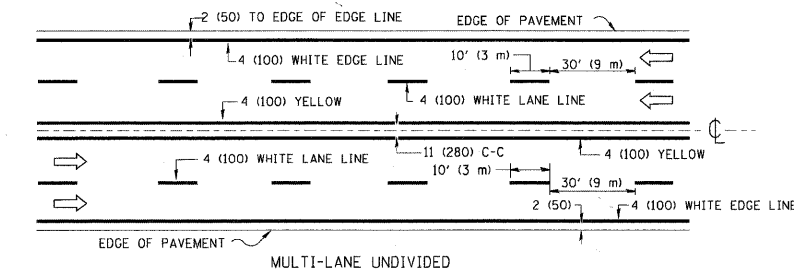 2 (50) TO EDGE OF EDGE LINE
EDGE OF PAVEMENT
4 (100) WHITE EDGE LINE
10' (3 m)
30' (9 m)
4 (100) YELLOW
4 (100) WHITE LANE LINE
4 (100) WHITE LANE LINE
11 (280) C-C
4 (100) YELLOW
10' (3 m)
30' (9 m)
2 (50)
4 (100) WHITE EDGE LINE
EDGE OF PAVEMENT
MULTI-LANE UNDIVIDED